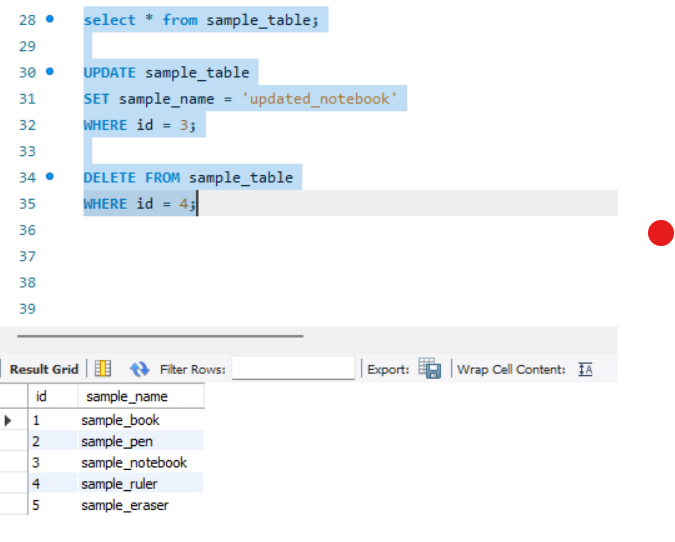 28 select * from sample_table;
29
30 UPDATE sample_table
31 SET sample_name = 'updated_notebook'
32 WHERE id = 3;
33
34 DELETE FROM sample_table
35 WHERE id = 4;
36
37
38
39
Result Grid Filter Rows: Export: Wrap Cell Content: IA
id sample_name
1 sample_book
2 sample_pen
3 sample_notebook
4 sample_ruler
5 sample_eraser